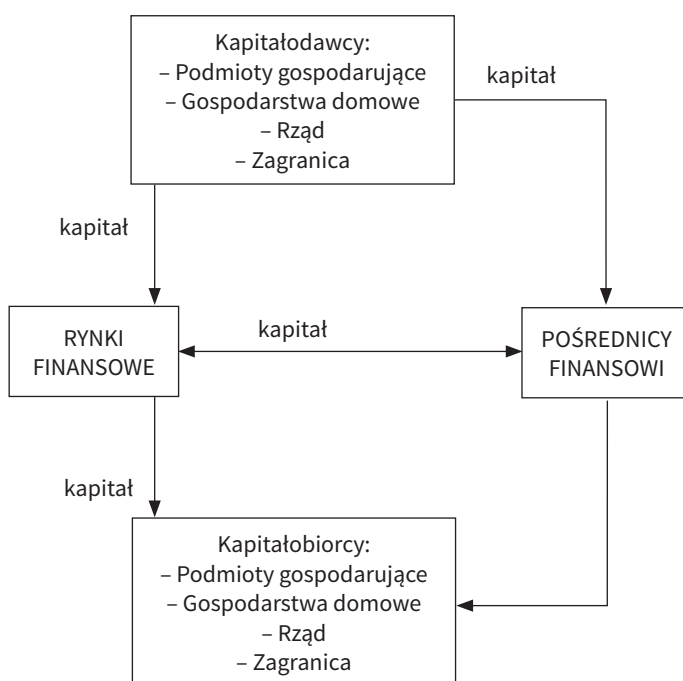 Kapitałodawcy:
– Podmioty gospodarujące
– Gospodarstwa domowe
– Rząd
– Zagranica
kapitał
kapitał
RYNKI
FINANSOWE
kapitał
POŚREDNICY
FINANSOWI
kapitał
Kapitałobiorcy:
– Podmioty gospodarujące
– Gospodarstwa domowe
– Rząd
– Zagranica